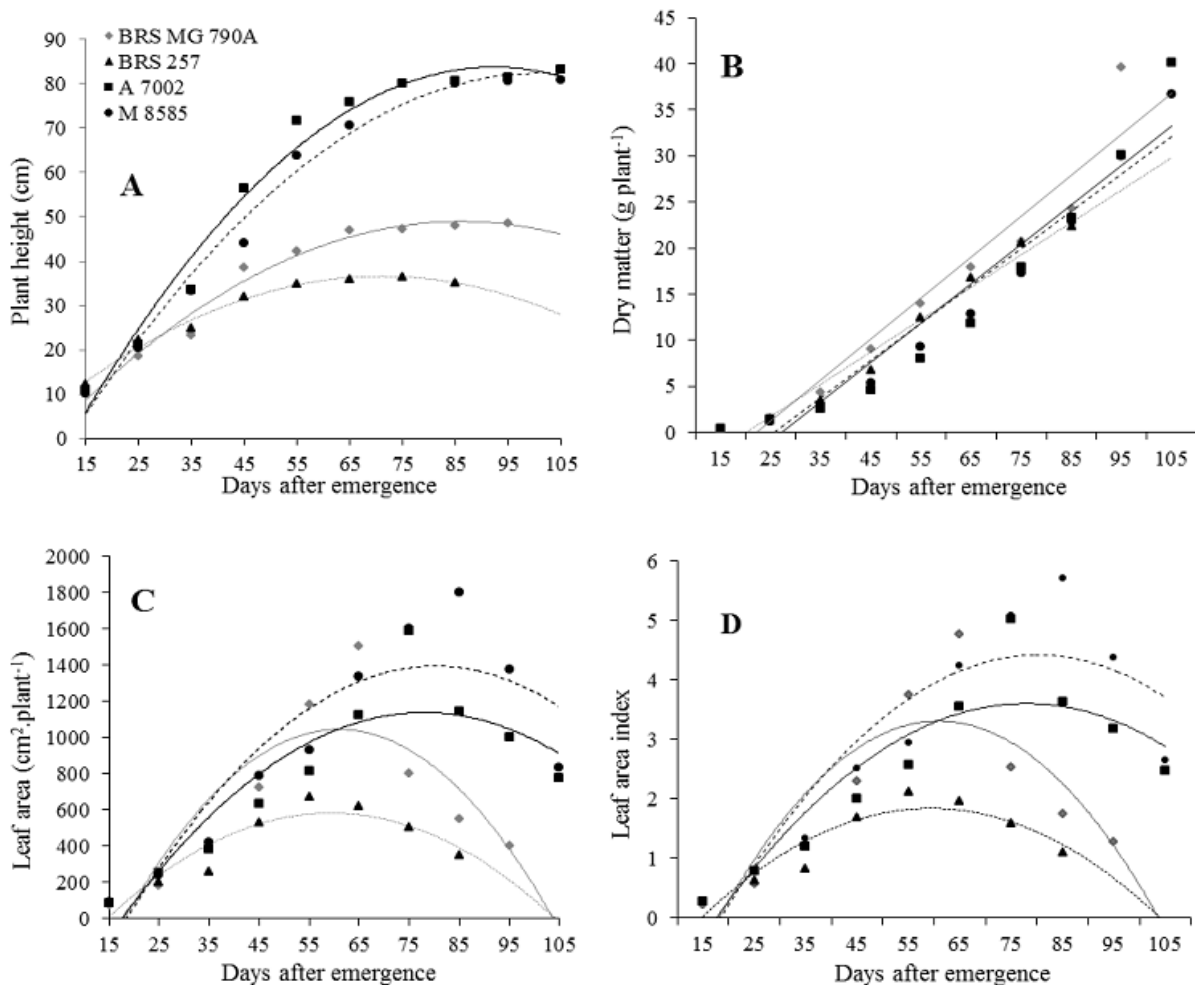 BRS MG 790A
BRS 257
A 7002
M 8585
A
Plant height (cm)
90
80
70
60
50
40
30
20
10
0
15 25 35 45 55 65 75 85 95 105
Days after emergence
B
Dry matter (g plant⁻¹)
45
40
35
30
25
20
15
10
5
0
15 25 35 45 55 65 75 85 95 105
Days after emergence
C
Leaf area (cm².plant⁻¹)
2000
1800
1600
1400
1200
1000
800
600
400
200
0
15 25 35 45 55 65 75 85 95 105
Days after emergence
D
Leaf area index
6
5
4
3
2
1
0
15 25 35 45 55 65 75 85 95 105
Days after emergence